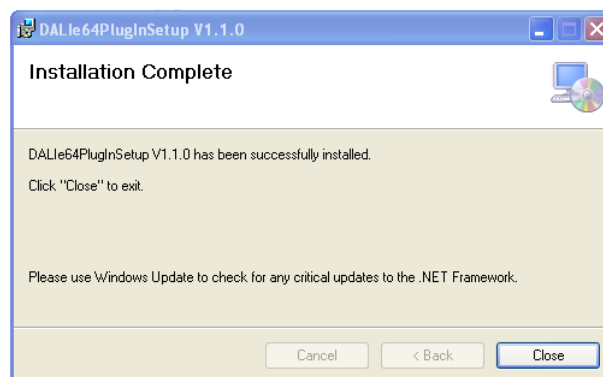 DALIe64PlugInSetup V1.1.0
Installation Complete
DALIe64PlugInSetup V1.1.0 has been successfully installed.
Click "Close" to exit.
Please use Windows Update to check for any critical updates to the .NET Framework.
Cancel
< Back
Close